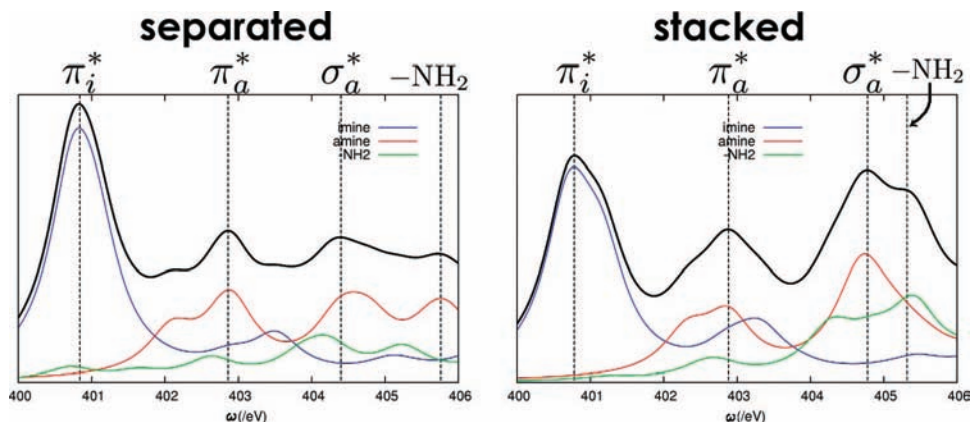 separated
stacked
π*i π*a σ*a -NH2
π*i π*a σ*a -NH2
imine
amine
-NH2
imine
amine
-NH2
400 401 402 403 404 405 406
400 401 402 403 404 405 406
ω(/eV)
ω(/eV)